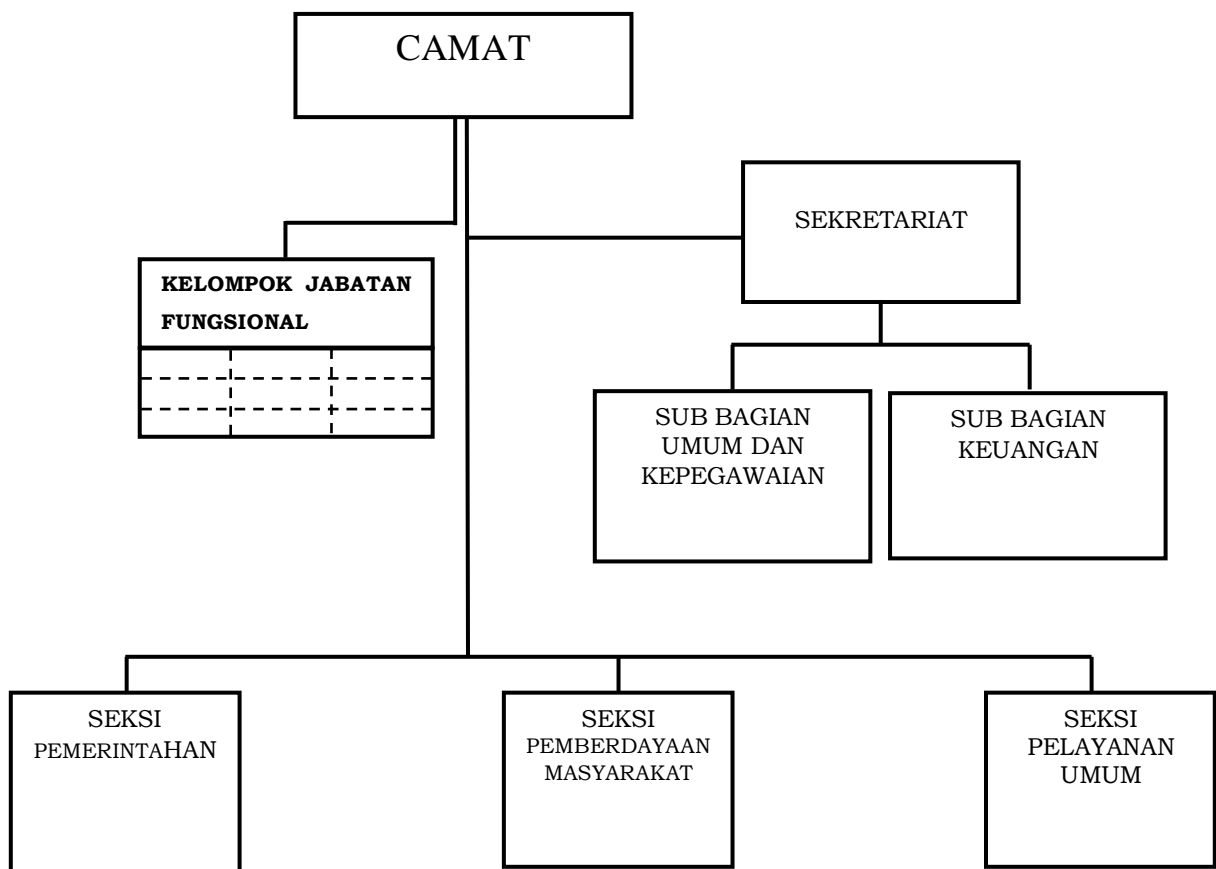 CAMAT
SEKRETARIAT
KELOMPOK JABATAN
FUNGSIONAL
SUB BAGIAN
UMUM DAN
KEPEGAWAIAN
SUB BAGIAN
KEUANGAN
SEKSI
PEMERINTAHAN
SEKSI
PEMBERDAYAAN
MASYARAKAT
SEKSI
PELAYANAN
UMUM